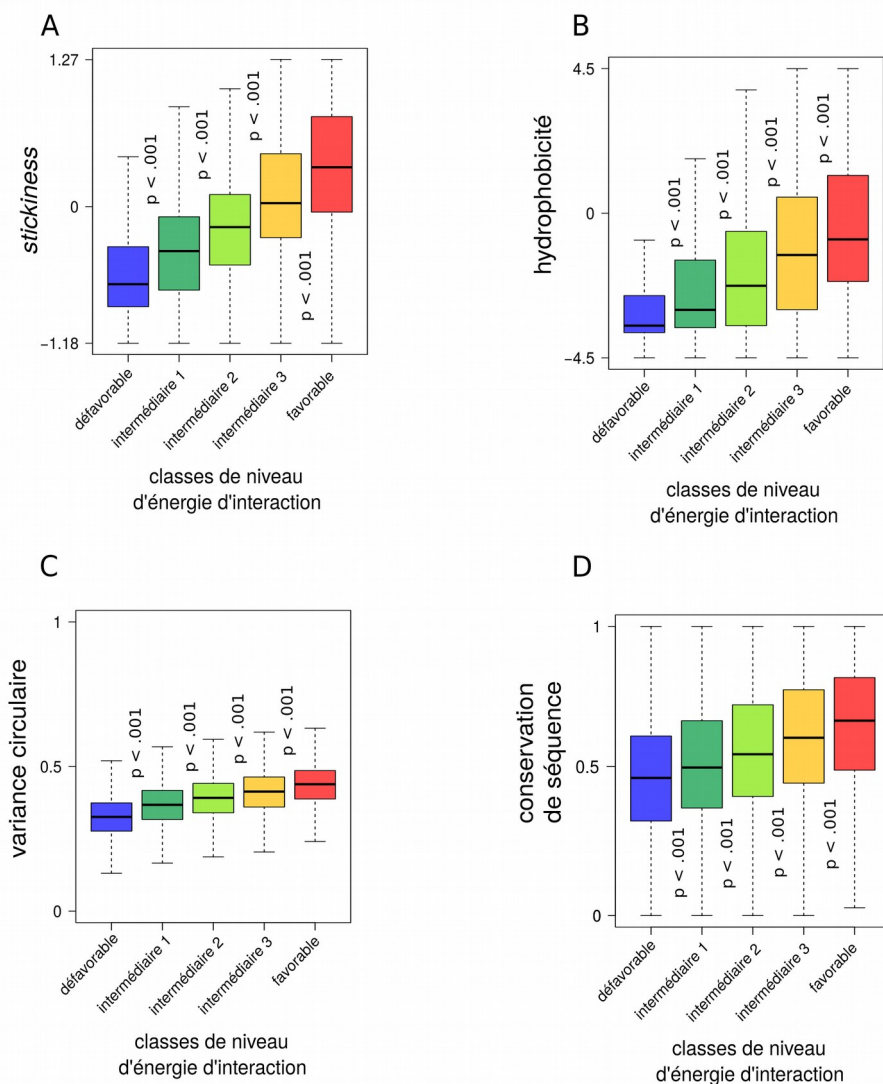 A
1.27
0
−1.18
stickiness
p < .001
p < .001
p < .001
p < .001
défavorable
intermédiaire 1
intermédiaire 2
intermédiaire 3
favorable
classes de niveau
d'énergie d'interaction
B
4.5
0
−4.5
hydrophobicité
p < .001
p < .001
p < .001
p < .001
défavorable
intermédiaire 1
intermédiaire 2
intermédiaire 3
favorable
classes de niveau
d'énergie d'interaction
C
1
0.5
0
variance circulaire
p < .001
p < .001
p < .001
p < .001
défavorable
intermédiaire 1
intermédiaire 2
intermédiaire 3
favorable
classes de niveau
d'énergie d'interaction
D
1
0.5
0
conservation
de séquence
p < .001
p < .001
p < .001
p < .001
défavorable
intermédiaire 1
intermédiaire 2
intermédiaire 3
favorable
classes de niveau
d'énergie d'interaction